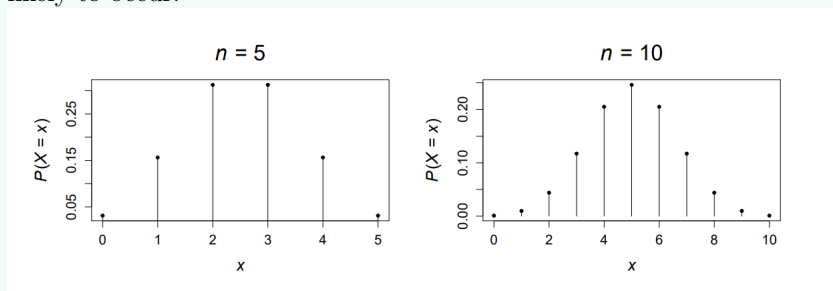 likely to occur.
n = 5
P(X = x)
0.05 0.15 0.25
0 1 2 3 4 5
x
n = 10
P(X = x)
0.00 0.10 0.20
0 2 4 6 8 10
x